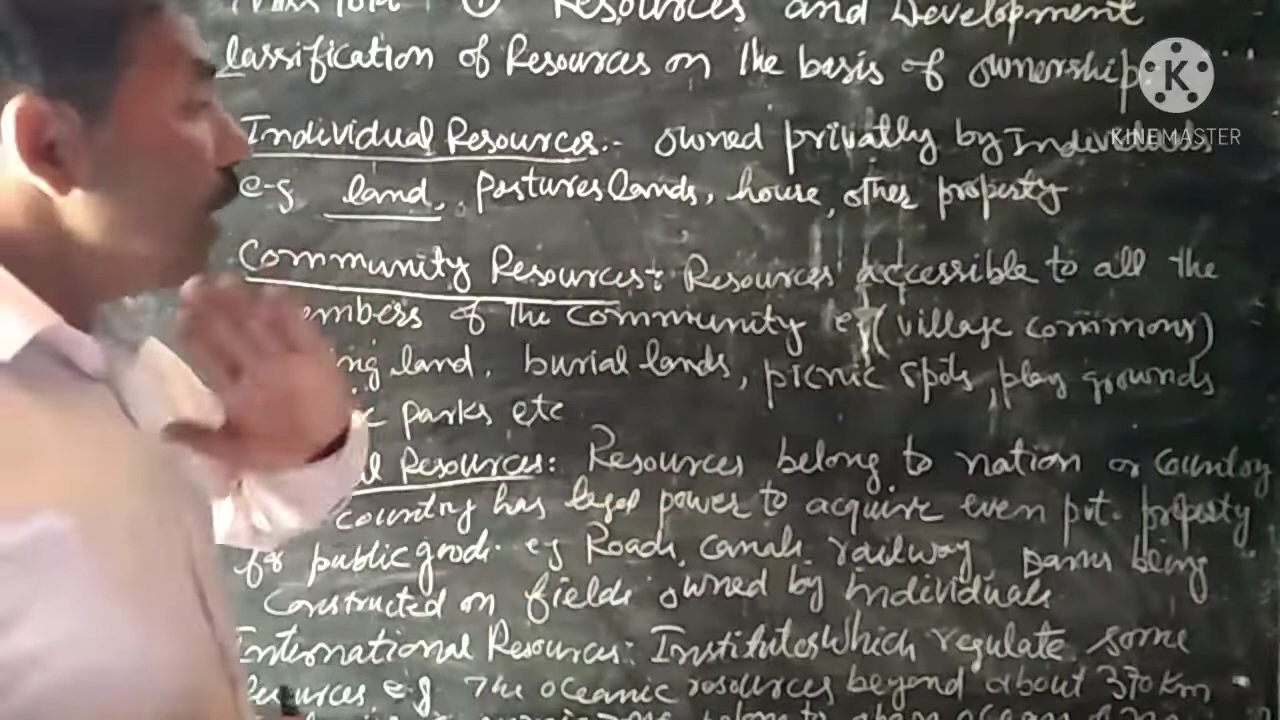 ① Resources and Development
lassification of Resources on the basis of ownership
K
KINEMASTER
Individual Resources.- owned privatly by Individuals
e-g land, pastures lands, house, other property
Community Resources: Resources accessible to all the
embers of the Community eg (village commons)
ing land, burial lands, picnic spots, play grounds
c parks etc
l Resources: Resources belong to nation or Country
country has legal power to acquire even pvt. property
for public good. eg Roads, canals, railway Dams being
Constructed on fields owned by individuals
International Resources: Institutes which regulate some
e.g The oceanic resources beyond about 370 Km